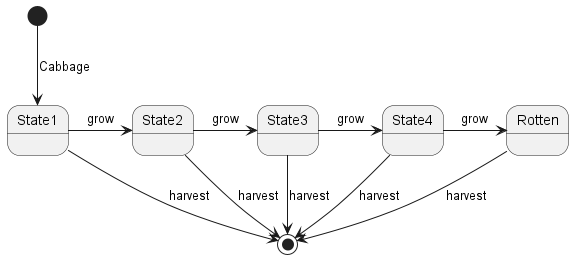 Cabbage
State1
grow
State2
grow
State3
grow
State4
grow
Rotten
harvest
harvest
harvest
harvest
harvest